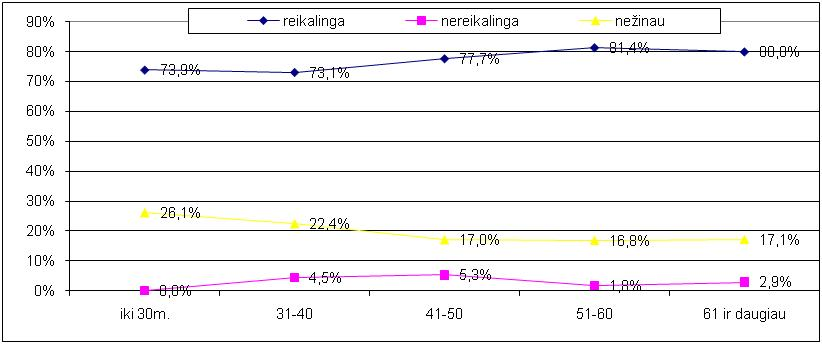 reikalinga nereikalinga nežinau
90%
80%
70%
60%
50%
40%
30%
20%
10%
0%
73,9% 73,1% 77,7% 81,4% 80,0%
26,1% 22,4% 17,0% 16,8% 17,1%
0,0% 4,5% 5,3% 1,8% 2,9%
iki 30m. 31-40 41-50 51-60 61 ir daugiau